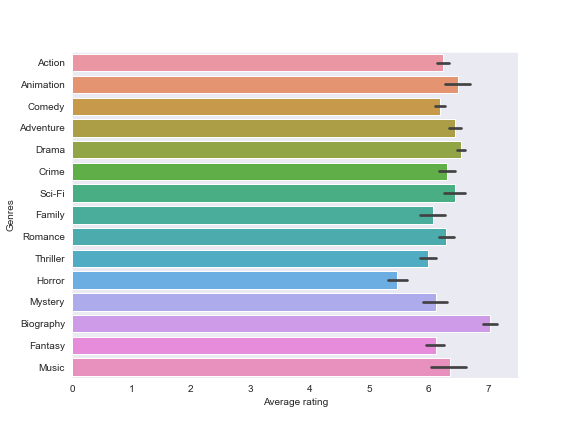 Action
Animation
Comedy
Adventure
Drama
Crime
Sci-Fi
Family
Romance
Thriller
Horror
Mystery
Biography
Fantasy
Music
Genres
0 1 2 3 4 5 6 7
Average rating